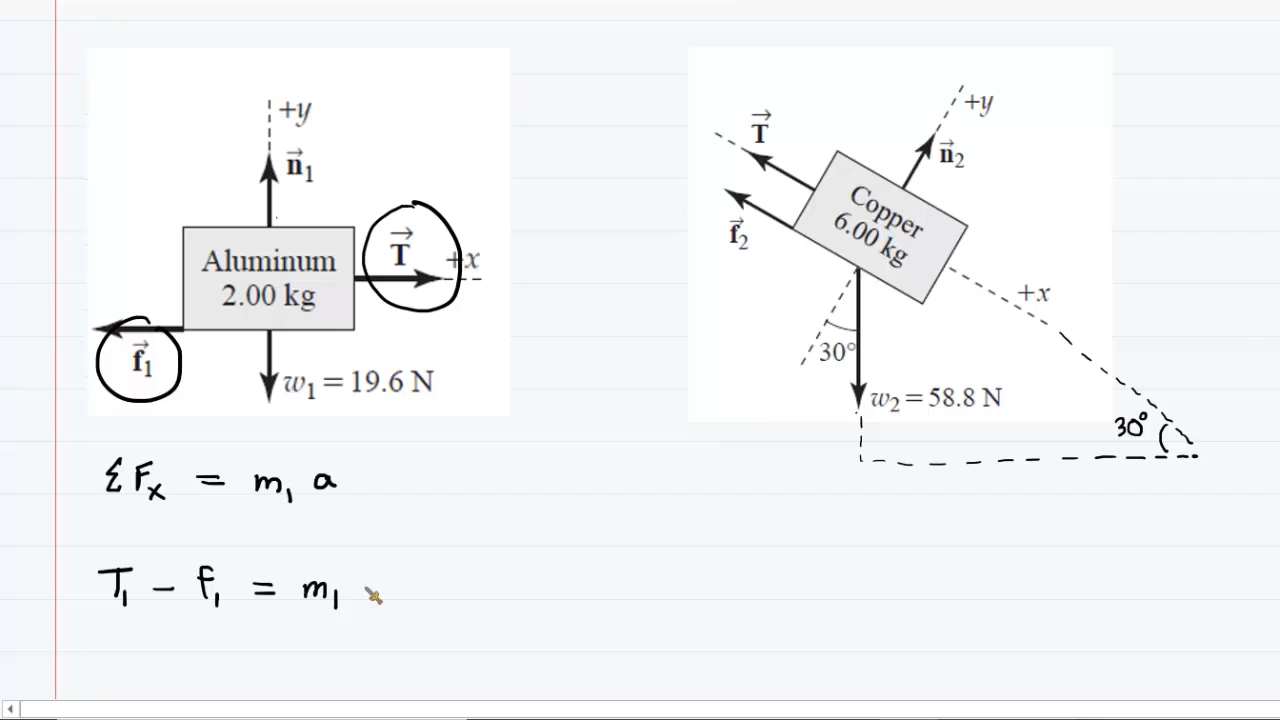 +y
n⃗₁
T⃗
+x
Aluminum
2.00 kg
f⃗₁
w₁ = 19.6 N
+y
T⃗
n⃗₂
Copper
6.00 kg
f⃗₂
+x
30°
w₂ = 58.8 N
30°
ΣFₓ = m₁ a
T₁ − f₁ = m₁